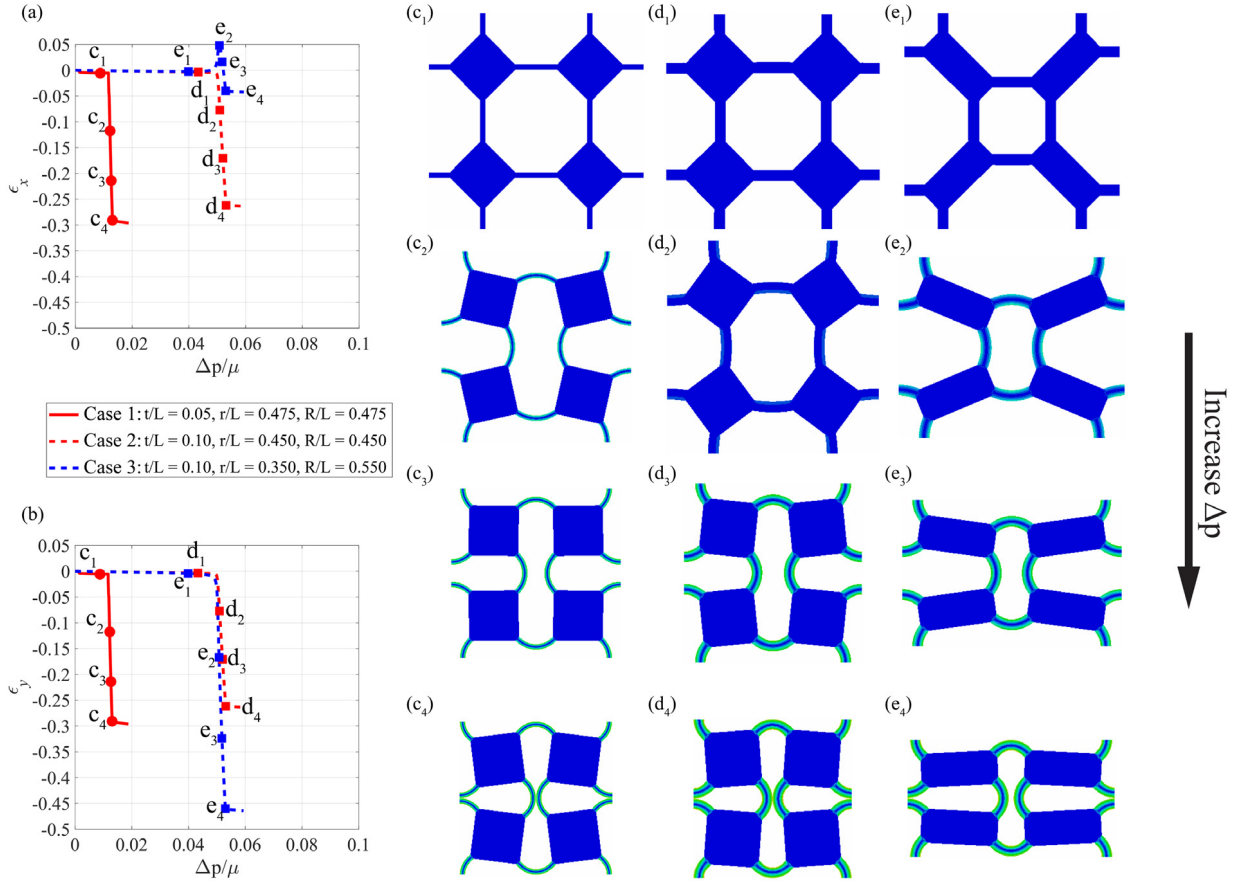 (a)
0.05
0
-0.05
-0.1
-0.15
-0.2
-0.25
-0.3
-0.35
-0.4
-0.45
-0.5
ϵx
c1
c2
c3
c4
e1
e2
e3
e4
d1
d2
d3
d4
0 0.02 0.04 0.06 0.08 0.1
Δp/μ
Case 1: t/L = 0.05, r/L = 0.475, R/L = 0.475
Case 2: t/L = 0.10, r/L = 0.450, R/L = 0.450
Case 3: t/L = 0.10, r/L = 0.350, R/L = 0.550
(b)
0.05
0
-0.05
-0.1
-0.15
-0.2
-0.25
-0.3
-0.35
-0.4
-0.45
-0.5
ϵy
c1
c2
c3
c4
d1
e1
d2
e2
d3
d4
e3
e4
0 0.02 0.04 0.06 0.08 0.1
Δp/μ
(c1) (d1) (e1)
(c2) (d2) (e2)
(c3) (d3) (e3)
(c4) (d4) (e4)
Increase Δp